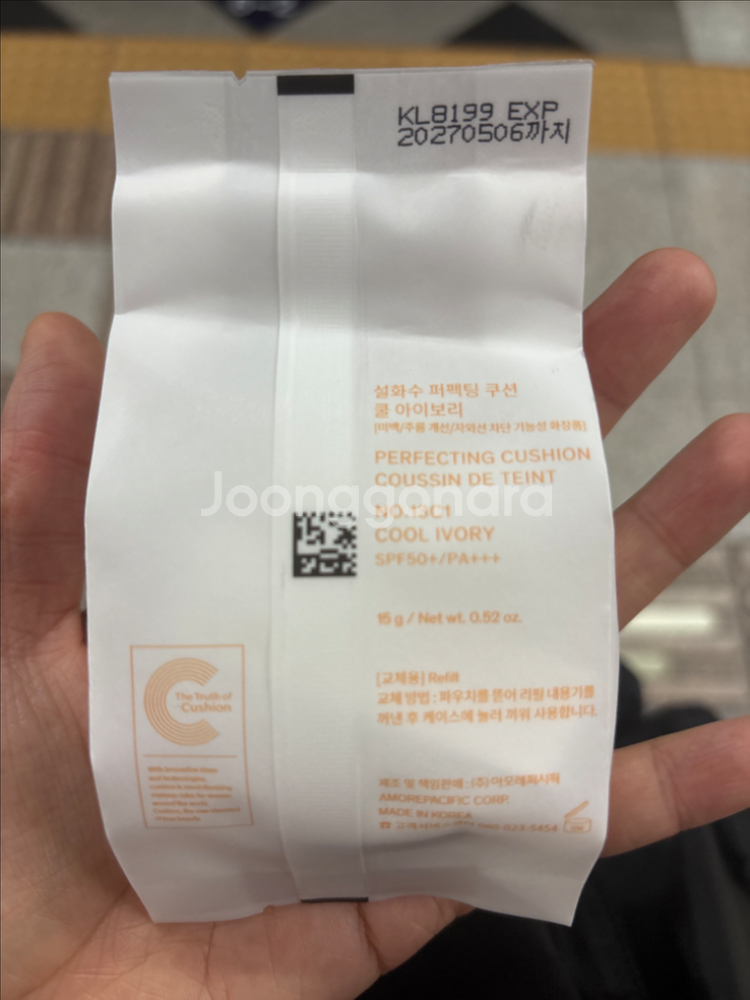 KL8199 EXP
20270506까지
설화수 퍼펙팅 쿠션
쿨 아이보리
[미백/주름 개선/자외선 차단 기능성 화장품]
PERFECTING CUSHION
COUSSIN DE TEINT
Joonggonara
COOL IVORY
SPF50+/PA+++
15 g / Net wt. 0.52 oz.
The Truth of
Cushion
[교체용] Refill
교체 방법 : 파우치를 뜯어 리필 내용기를
꺼낸 후 케이스에 눌러 끼워 사용합니다.
제조 및 책임판매 : (주)아모레퍼시픽
AMOREPACIFIC CORP.
MADE IN KOREA